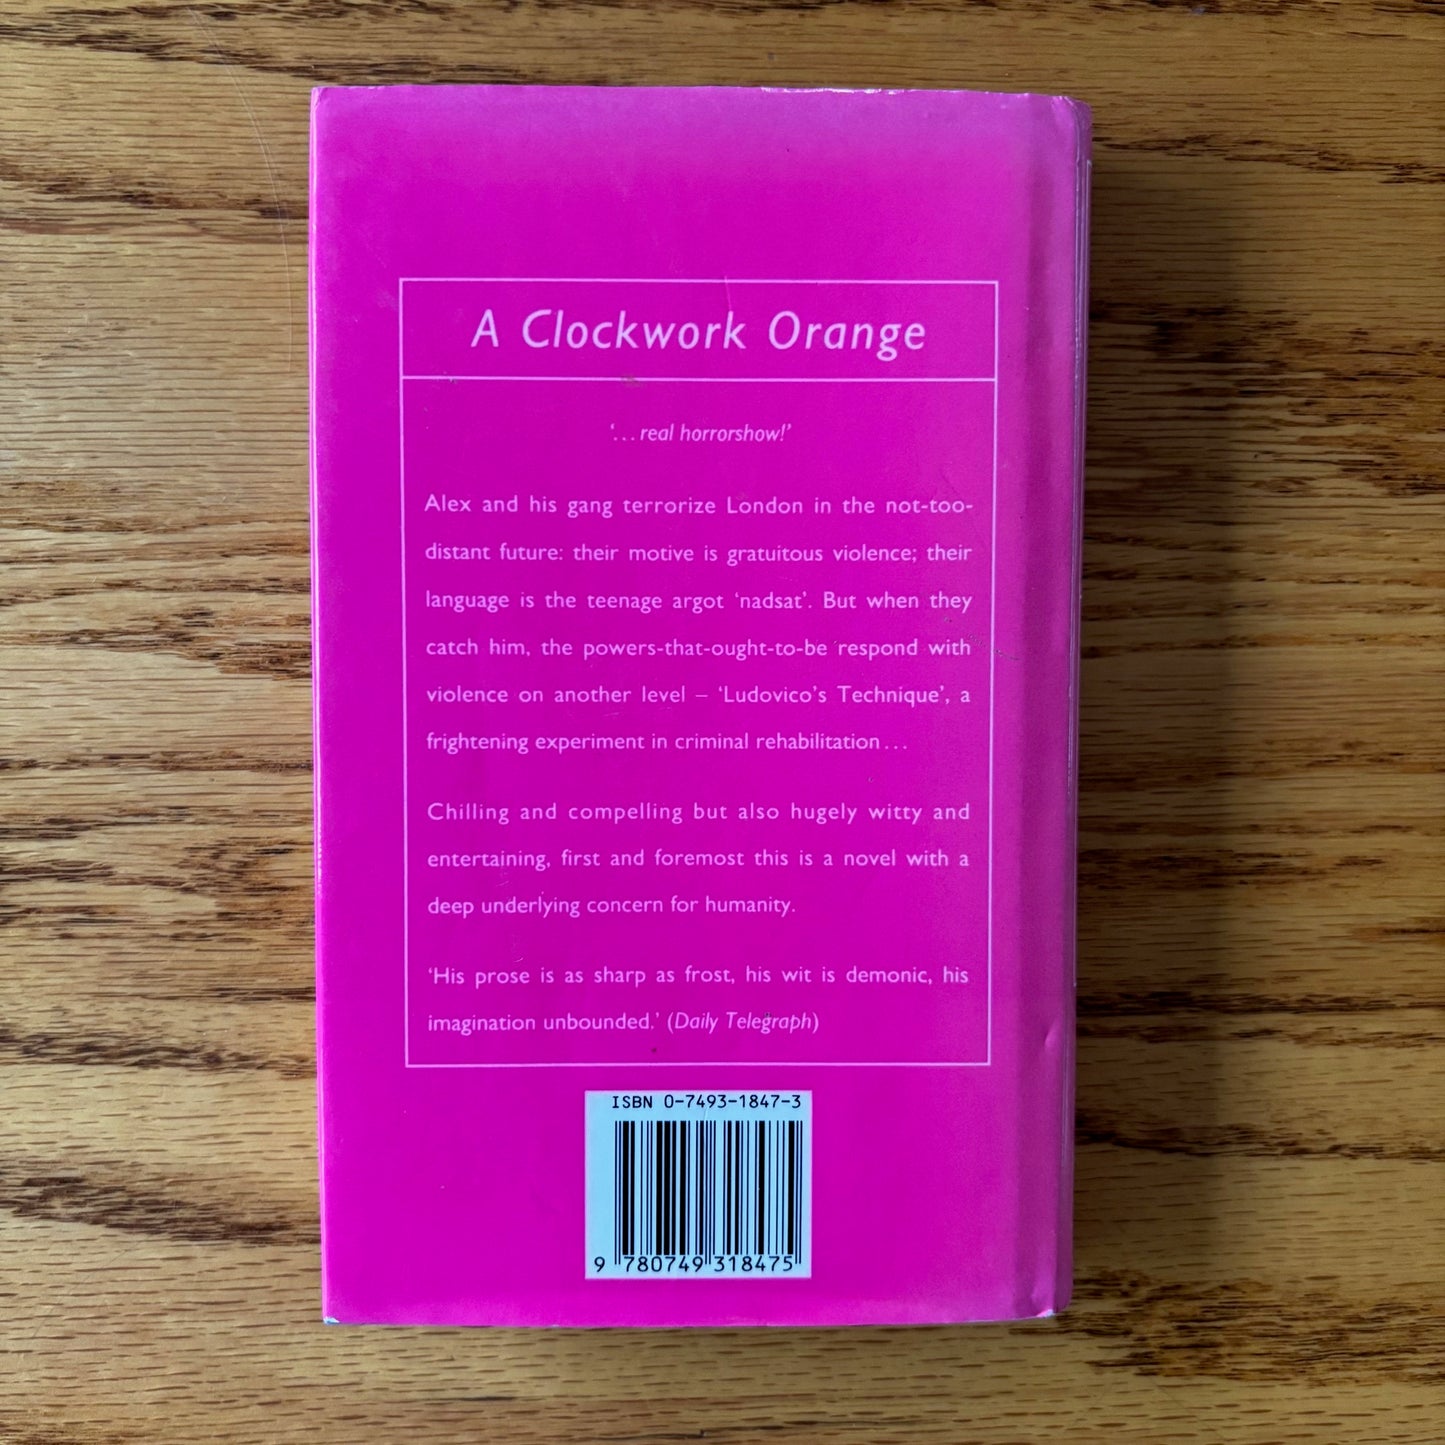 A Clockwork Orange
‘... real horrorshow!’
Alex and his gang terrorize London in the not-too-
distant future: their motive is gratuitous violence; their
language is the teenage argot ‘nadsat’. But when they
catch him, the powers-that-ought-to-be respond with
violence on another level – ‘Ludovico’s Technique’, a
frightening experiment in criminal rehabilitation...
Chilling and compelling but also hugely witty and
entertaining, first and foremost this is a novel with a
deep underlying concern for humanity.
‘His prose is as sharp as frost, his wit is demonic, his
imagination unbounded.’ (Daily Telegraph)
ISBN 0-7493-1847-3
9 780749 318475